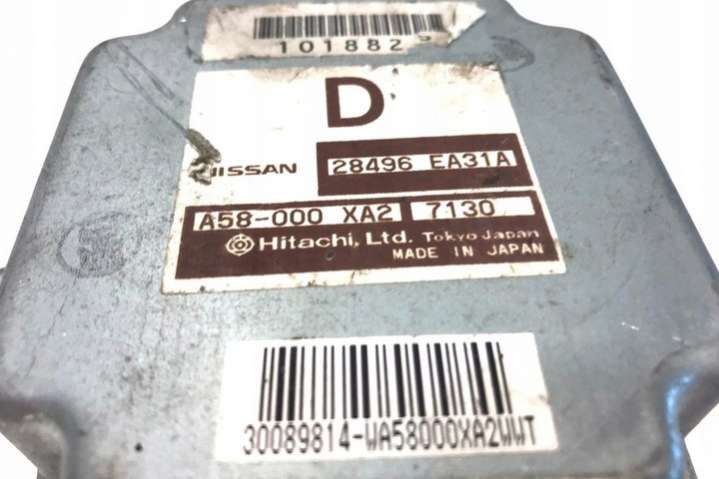 101882
D
NISSAN 28496 EA31A
A58-000 XA2 7130
Hitachi, Ltd. Tokyo Japan
MADE IN JAPAN
30089814-WA58000XA2WWT